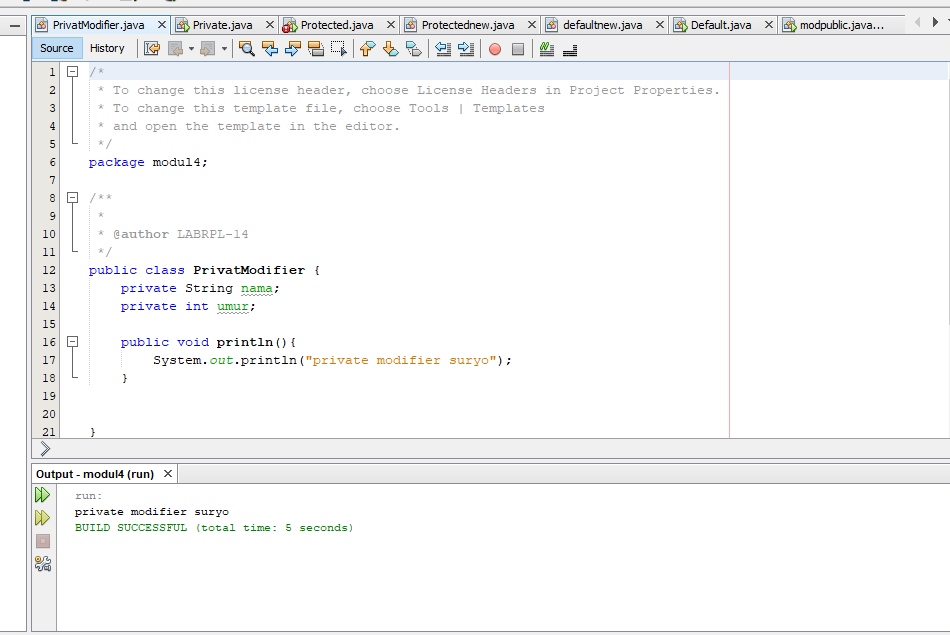 PrivatModifier.java Private.java Protected.java Protectednew.java defaultnew.java Default.java modpublic.java...
Source History
1 /*
2 * To change this license header, choose License Headers in Project Properties.
3 * To change this template file, choose Tools | Templates
4 * and open the template in the editor.
5 */
6 package modul4;
7
8 /**
9 *
10 * @author LABRPL-14
11 */
12 public class PrivatModifier {
13 private String nama;
14 private int umur;
15
16 public void println(){
17 System.out.println("private modifier suryo");
18 }
19
20
21 }
Output - modul4 (run)
run:
private modifier suryo
BUILD SUCCESSFUL (total time: 5 seconds)